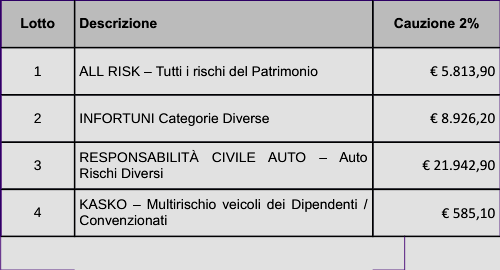 Lotto Descrizione Cauzione 2%
1 ALL RISK – Tutti i rischi del Patrimonio € 5.813,90
2 INFORTUNI Categorie Diverse € 8.926,20
3 RESPONSABILITÀ CIVILE AUTO – Auto € 21.942,90
Rischi Diversi
4 KASKO – Multirischio veicoli dei Dipendenti / € 585,10
Convenzionati